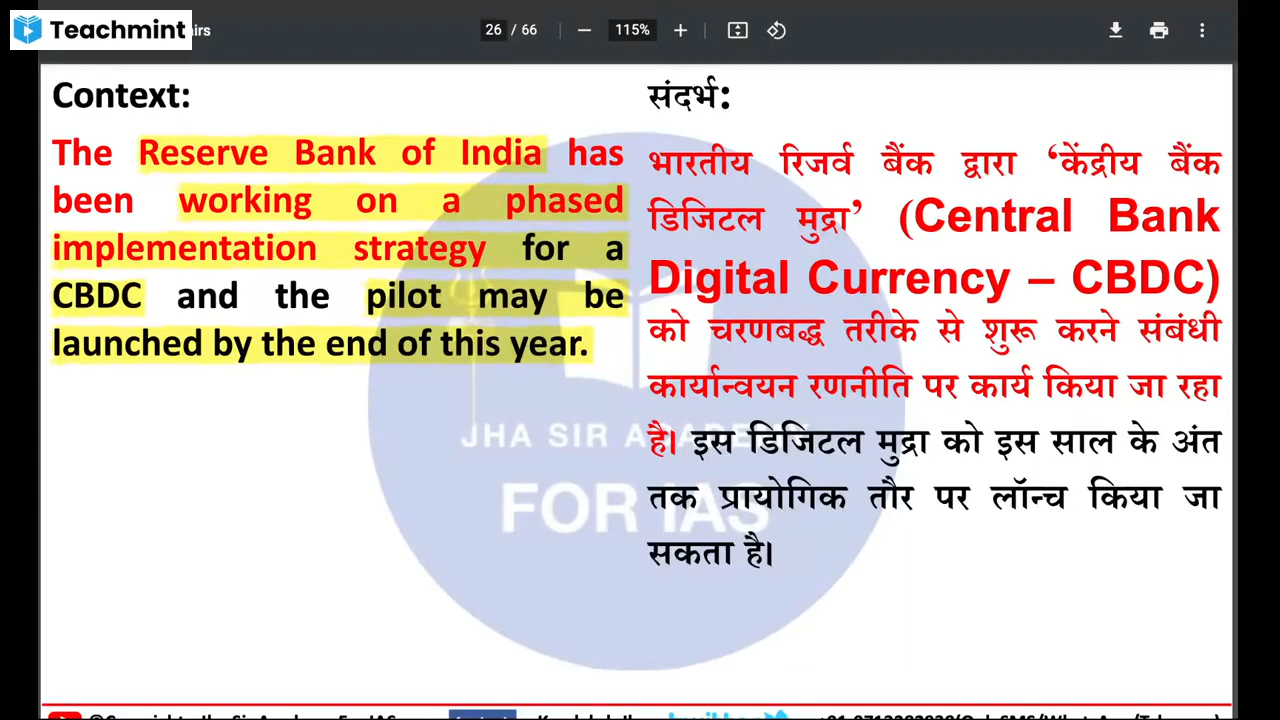 Teachmint
irs
26 / 66
115%
Context:
The Reserve Bank of India has
been working on a phased
implementation strategy for a
CBDC and the pilot may be
launched by the end of this year.
संदर्भ:
भारतीय रिजर्व बैंक द्वारा ‘केंद्रीय बैंक
डिजिटल मुद्रा’ (Central Bank
Digital Currency – CBDC)
को चरणबद्ध तरीके से शुरू करने संबंधी
कार्यान्वयन रणनीति पर कार्य किया जा रहा
है। इस डिजिटल मुद्रा को इस साल के अंत
तक प्रायोगिक तौर पर लॉन्च किया जा
सकता है।
JHA SIR
FOR IAS